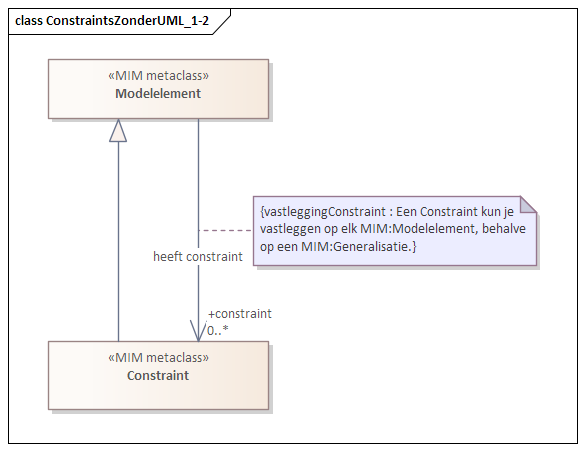 class ConstraintsZonderUML_1-2
«MIM metaclass»
Modelelement
{vastleggingConstraint : Een Constraint kun je
vastleggen op elk MIM:Modelelement, behalve
op een MIM:Generalisatie.}
heeft constraint
+constraint
0..*
«MIM metaclass»
Constraint